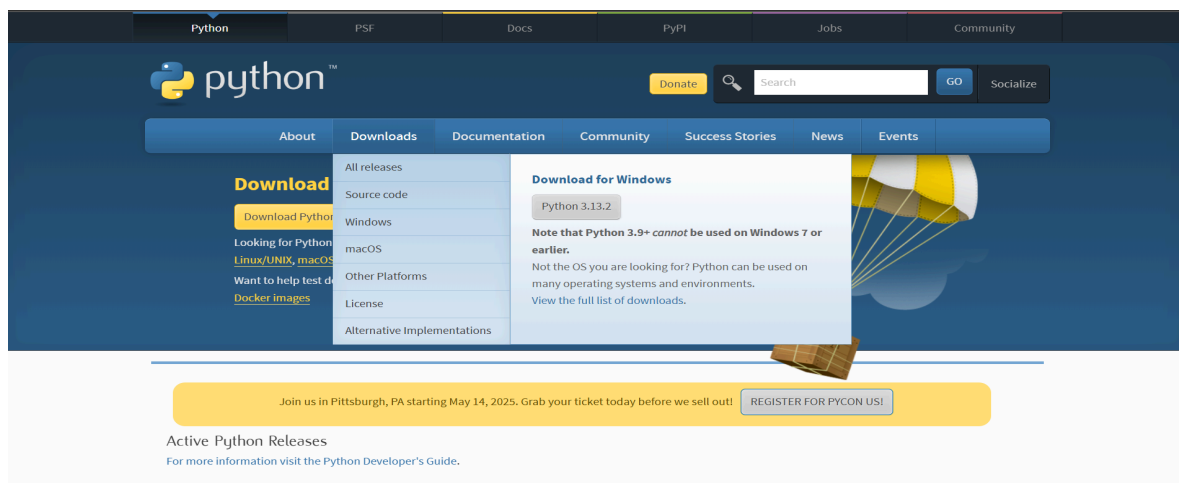 Python PSF Docs PyPI Jobs Community
python™
Donate Search GO Socialize
About Downloads Documentation Community Success Stories News Events
Download
Download Python
Looking for Python
Linux/UNIX, macOS
Want to help test
Docker images
All releases
Source code
Windows
macOS
Other Platforms
License
Alternative Implementations
Download for Windows
Python 3.13.2
Note that Python 3.9+ cannot be used on Windows 7 or
earlier.
Not the OS you are looking for? Python can be used on
many operating systems and environments.
View the full list of downloads.
Join us in Pittsburgh, PA starting May 14, 2025. Grab your ticket today before we sell out! REGISTER FOR PYCON US!
Active Python Releases
For more information visit the Python Developer's Guide.